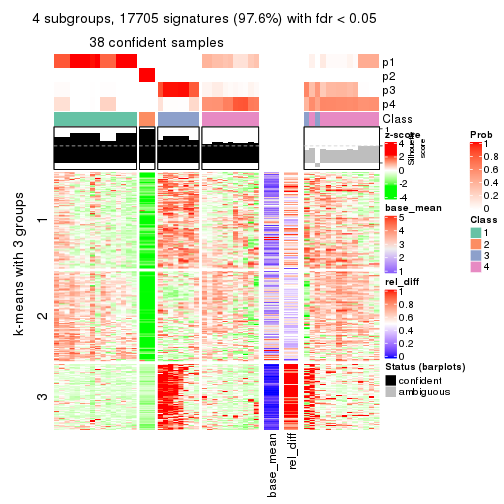 4 subgroups, 17705 signatures (97.6%) with fdr < 0.05
38 confident samples
p1
p2
p3
p4
Class
1
Silhouette
score
k-means with 3 groups
1
2
3
base_mean
rel_diff
z-score
4
2
0
-2
-4
base_mean
5
4
3
2
1
rel_diff
1
0.8
0.6
0.4
0.2
0
Status (barplots)
confident
ambiguous
Prob
1
0.8
0.6
0.4
0.2
0
Class
1
2
3
4